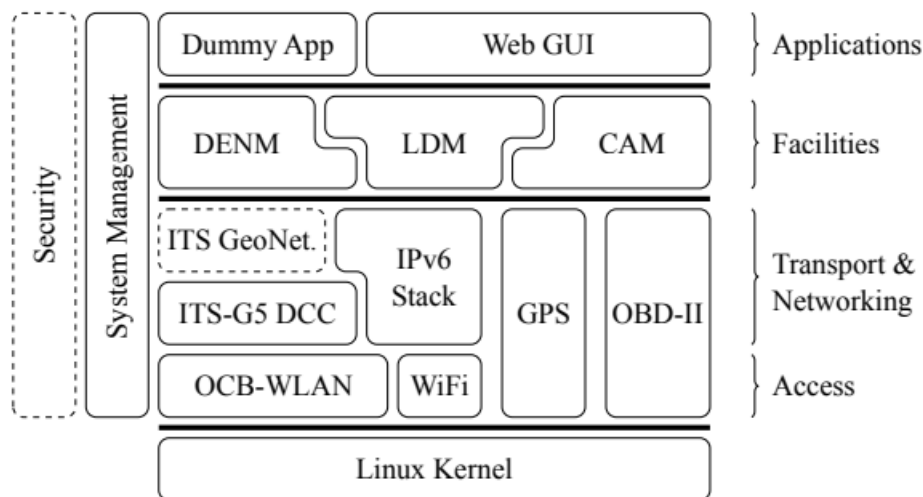 Security
System Management
Dummy App
Web GUI
Applications
DENM
LDM
CAM
Facilities
ITS GeoNet.
IPv6
Stack
ITS-G5 DCC
GPS
OBD-II
Transport &
Networking
OCB-WLAN
WiFi
Access
Linux Kernel